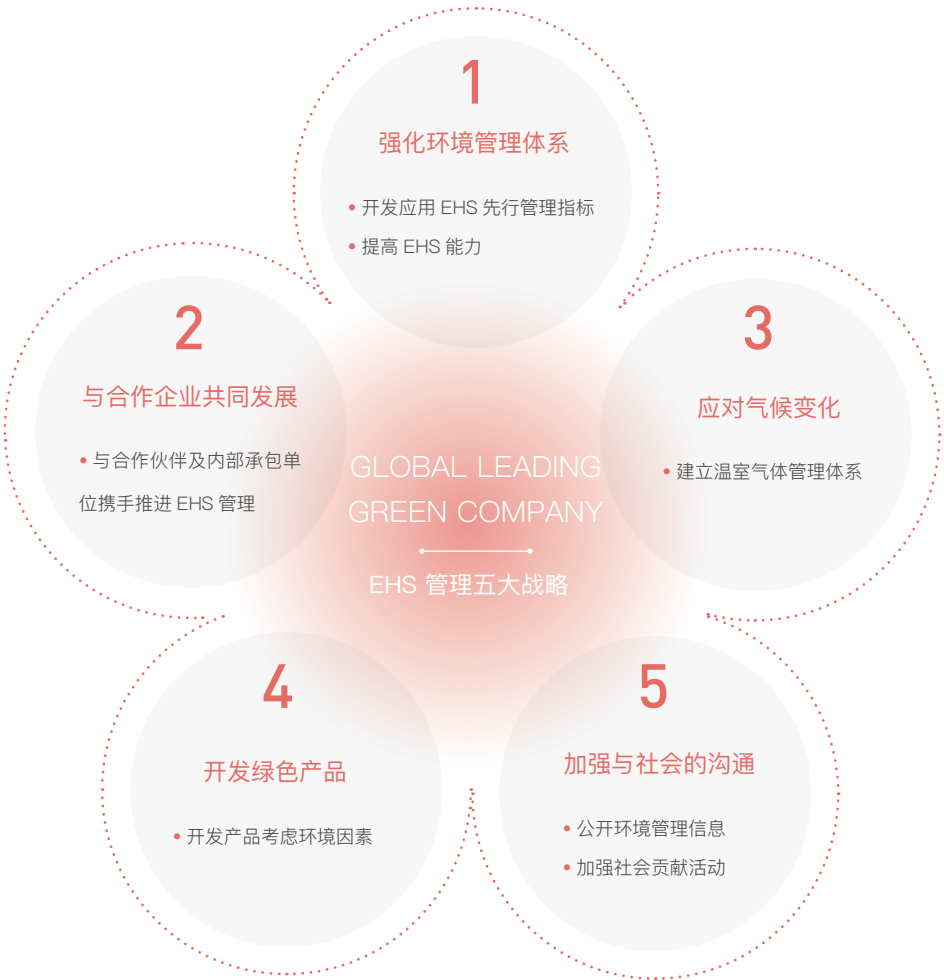 1
强化环境管理体系
• 开发应用 EHS 先行管理指标
• 提高 EHS 能力
2
与合作企业共同发展
• 与合作伙伴及内部承包单
位携手推进 EHS 管理
3
应对气候变化
• 建立温室气体管理体系
GLOBAL LEADING
GREEN COMPANY
EHS 管理五大战略
4
开发绿色产品
• 开发产品考虑环境因素
5
加强与社会的沟通
• 公开环境管理信息
• 加强社会贡献活动